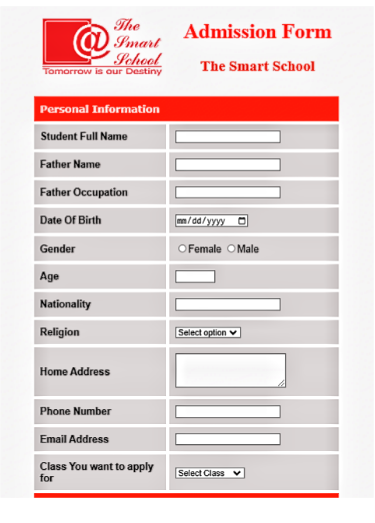 The
Smart
School
Tomorrow is our Destiny
Admission Form
The Smart School
Personal Information
Student Full Name
Father Name
Father Occupation
Date Of Birth mm/dd/yyyy
Gender Female Male
Age
Nationality
Religion Select option
Home Address
Phone Number
Email Address
Class You want to apply
for Select Class